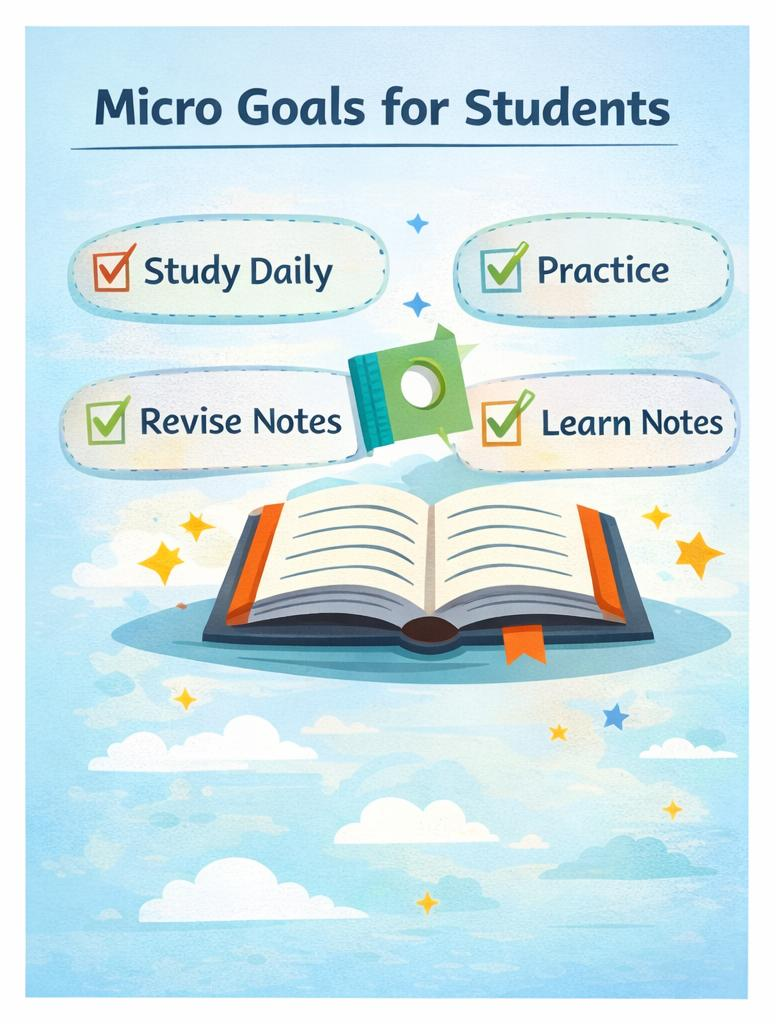 Micro Goals for Students
Study Daily
Practice
Revise Notes
Learn Notes